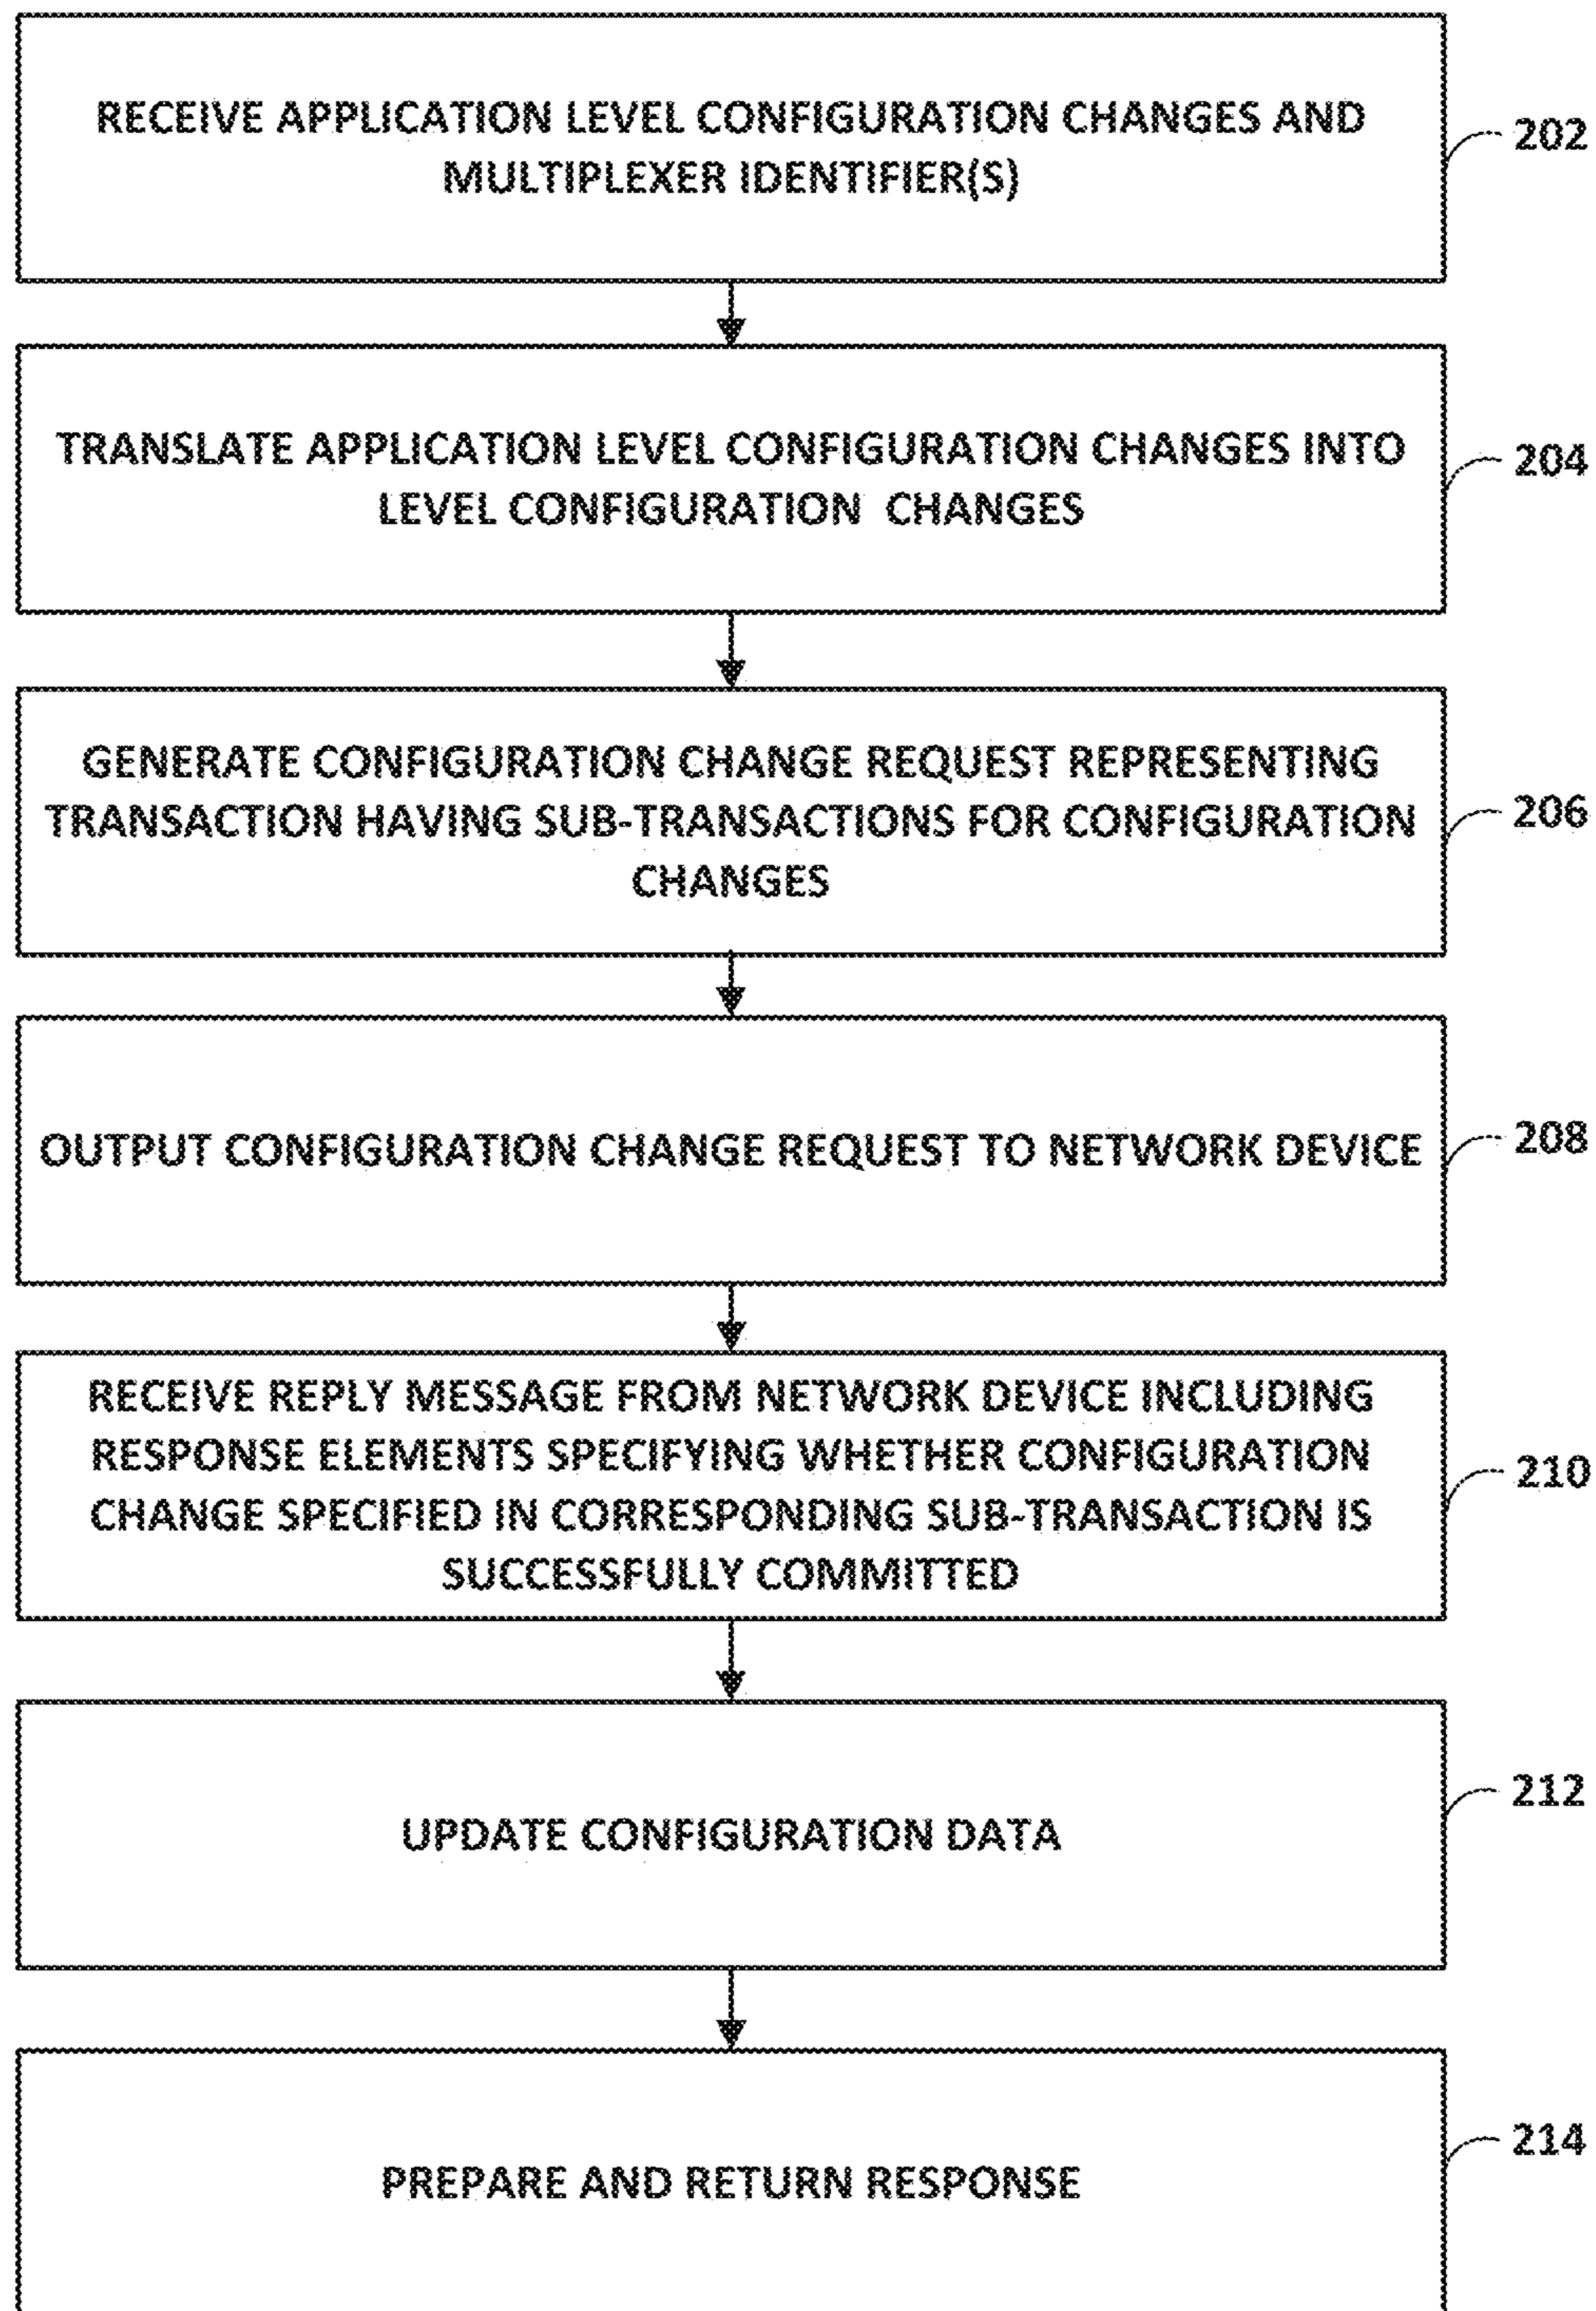 RECEIVE APPLICATION LEVEL CONFIGURATION CHANGES AND
MULTIPLEXER IDENTIFIER(S)
202
TRANSLATE APPLICATION LEVEL CONFIGURATION CHANGES INTO
LEVEL CONFIGURATION CHANGES
204
GENERATE CONFIGURATION CHANGE REQUEST REPRESENTING
TRANSACTION HAVING SUB-TRANSACTIONS FOR CONFIGURATION
CHANGES
206
OUTPUT CONFIGURATION CHANGE REQUEST TO NETWORK DEVICE
208
RECEIVE REPLY MESSAGE FROM NETWORK DEVICE INCLUDING
RESPONSE ELEMENTS SPECIFYING WHETHER CONFIGURATION
CHANGE SPECIFIED IN CORRESPONDING SUB-TRANSACTION IS
SUCCESSFULLY COMMITTED
210
UPDATE CONFIGURATION DATA
212
PREPARE AND RETURN RESPONSE
214